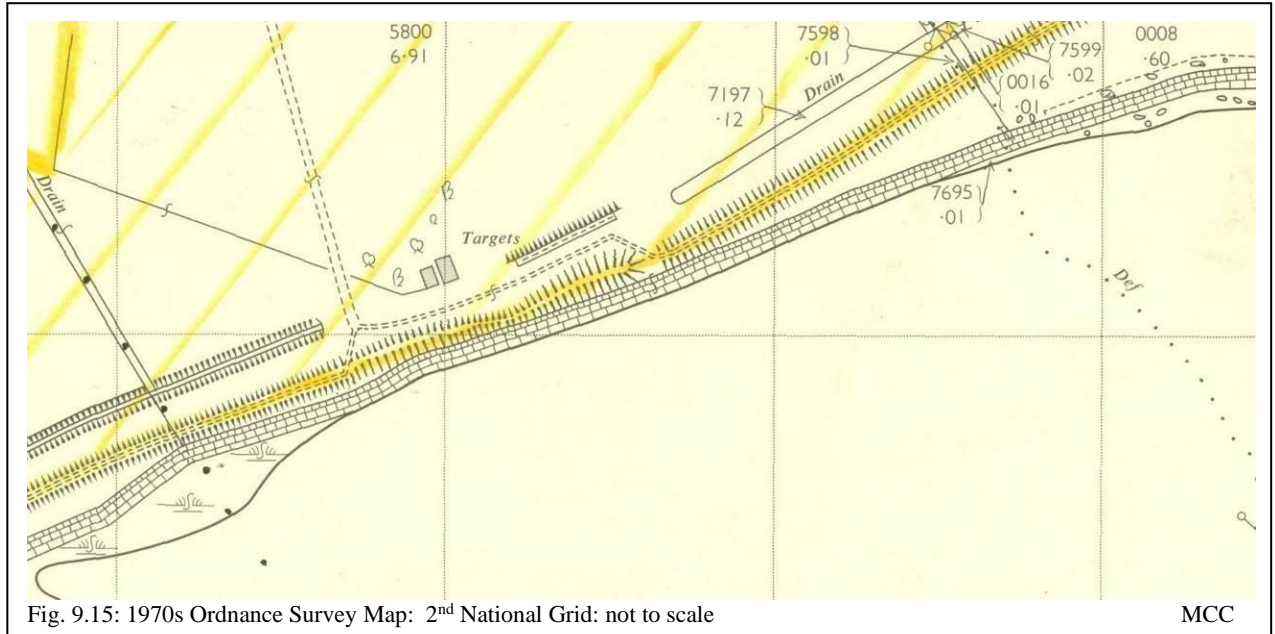 5800
6·91
7598
·01
7599
·02
0008
·60
0016
·01
Drain
7197
·12
Drain
7695
·01
Targets
Def
Fig. 9.15: 1970s Ordnance Survey Map: 2nd National Grid: not to scale MCC